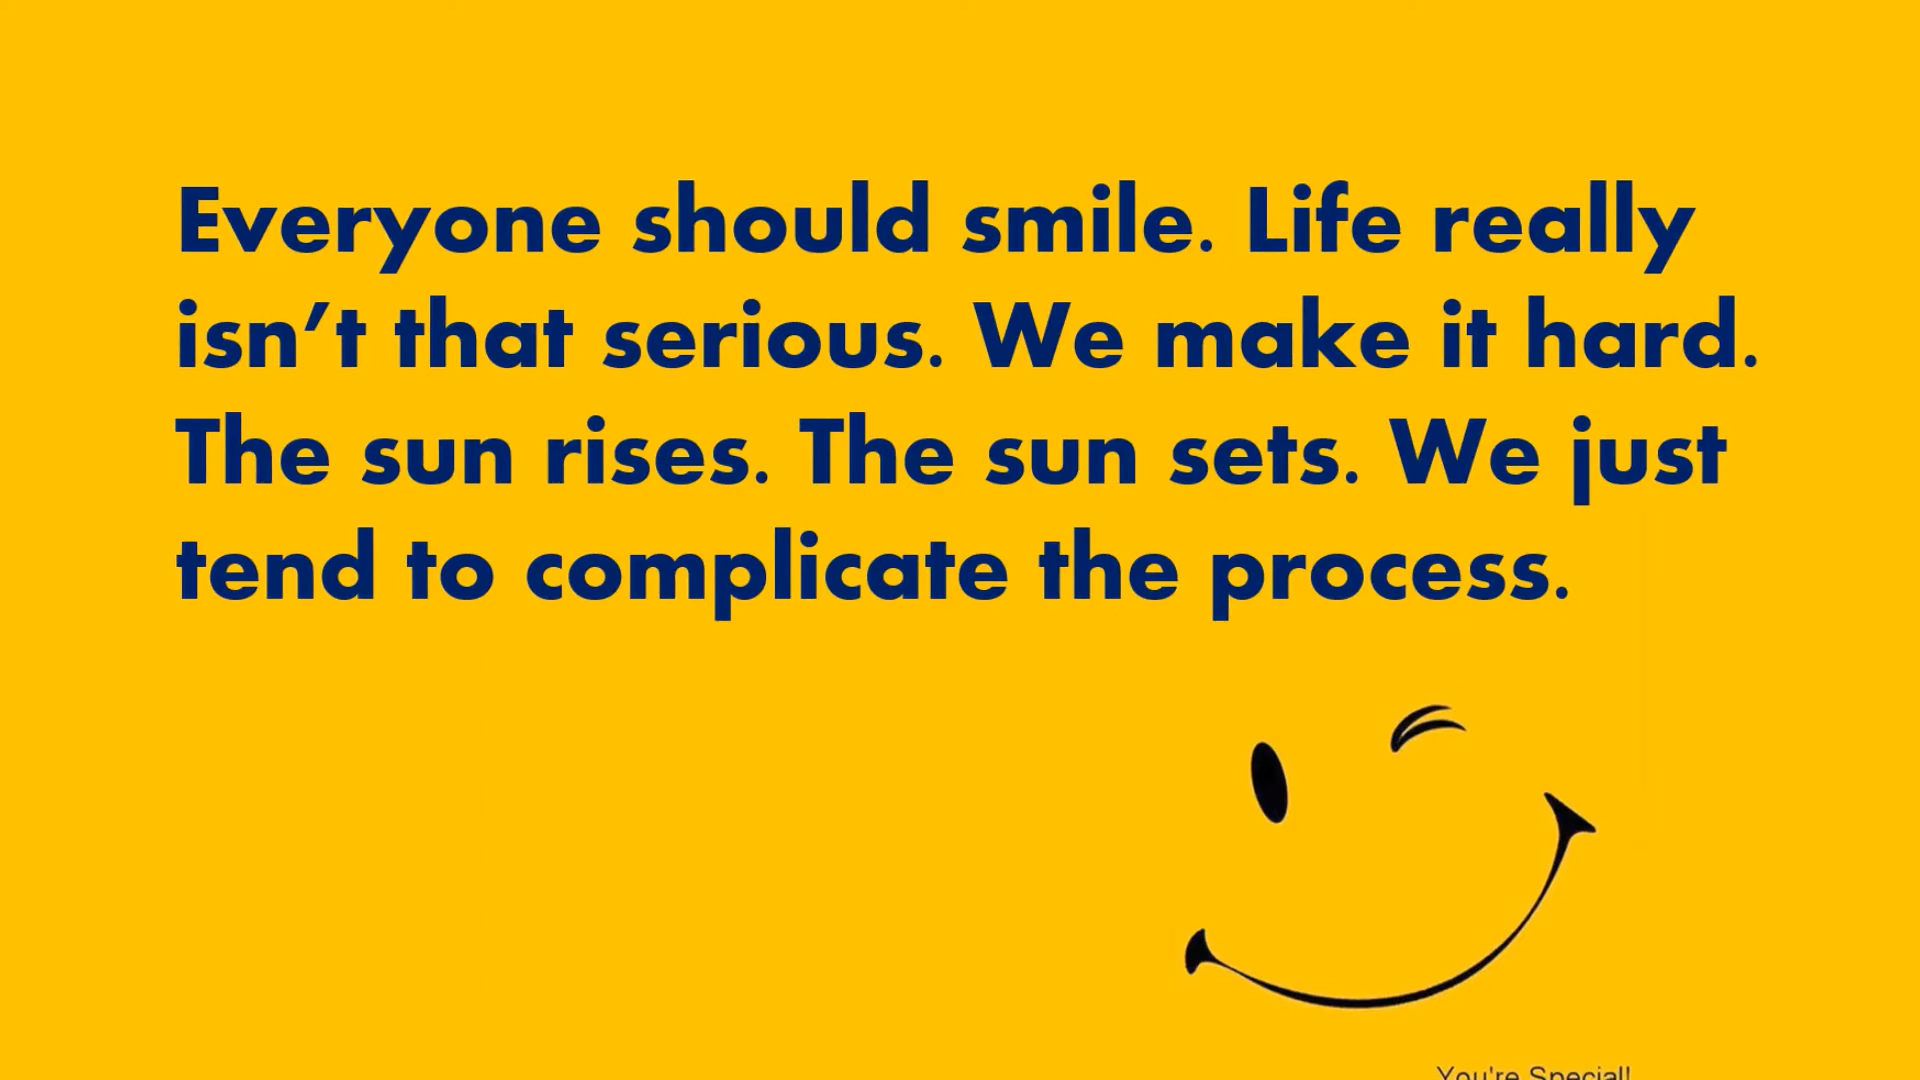 Everyone should smile. Life really
isn’t that serious. We make it hard.
The sun rises. The sun sets. We just
tend to complicate the process.
You're Special!